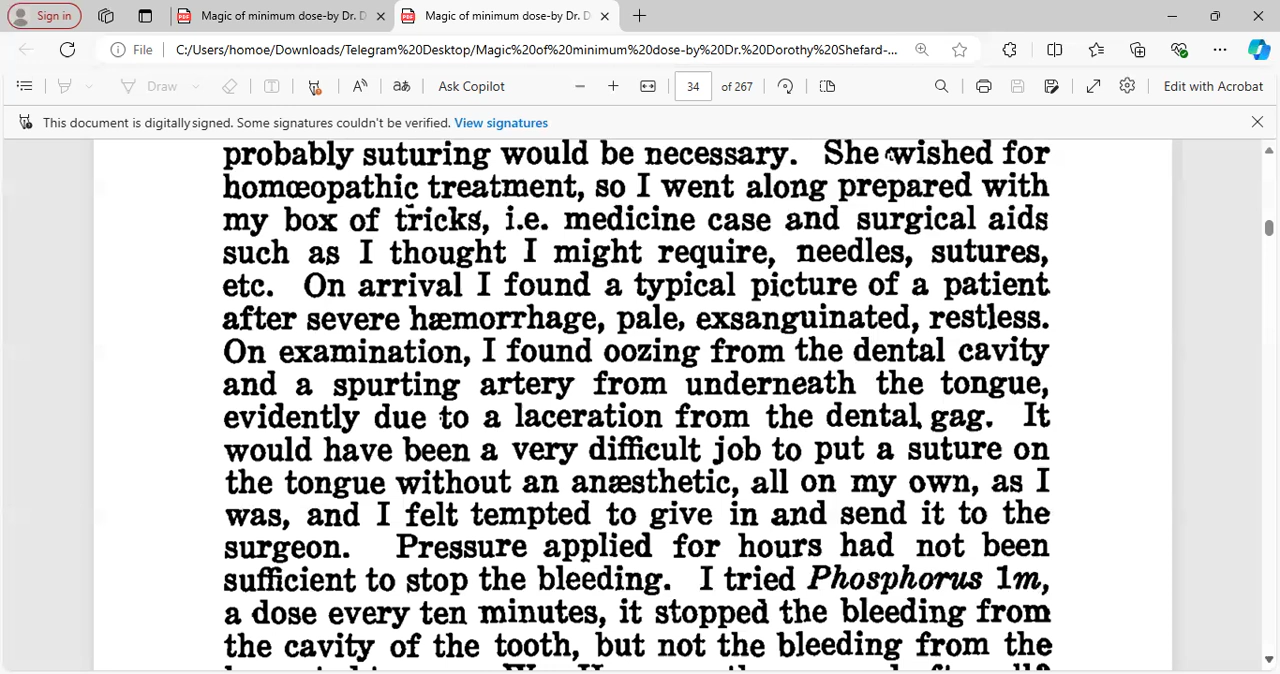 Sign in
Magic of minimum dose-by Dr. D
Magic of minimum dose-by Dr. D
File
C:/Users/homoe/Downloads/Telegram%20Desktop/Magic%20of%20minimum%20dose-by%20Dr.%20Dorothy%20Shefard-...
Draw
aあ
Ask Copilot
34 of 267
Edit with Acrobat
This document is digitally signed. Some signatures couldn't be verified. View signatures
probably suturing would be necessary. She wished for
homœopathic treatment, so I went along prepared with
my box of tricks, i.e. medicine case and surgical aids
such as I thought I might require, needles, sutures,
etc. On arrival I found a typical picture of a patient
after severe hæmorrhage, pale, exsanguinated, restless.
On examination, I found oozing from the dental cavity
and a spurting artery from underneath the tongue,
evidently due to a laceration from the dental gag. It
would have been a very difficult job to put a suture on
the tongue without an anæsthetic, all on my own, as I
was, and I felt tempted to give in and send it to the
surgeon. Pressure applied for hours had not been
sufficient to stop the bleeding. I tried Phosphorus 1m,
a dose every ten minutes, it stopped the bleeding from
the cavity of the tooth, but not the bleeding from the